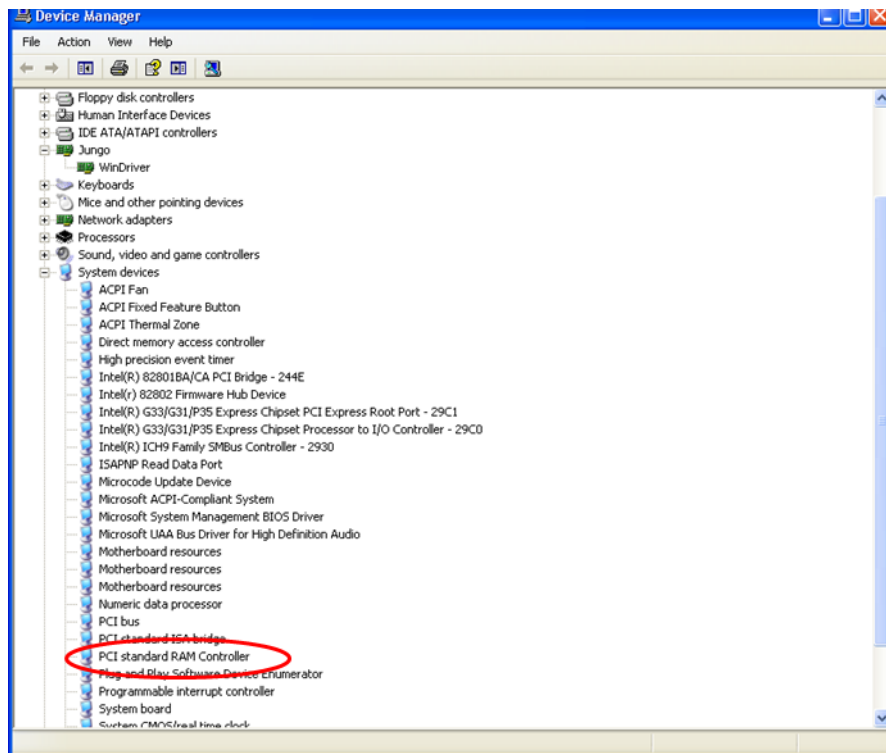 Device Manager
File Action View Help
Floppy disk controllers
Human Interface Devices
IDE ATA/ATAPI controllers
Jungo
WinDriver
Keyboards
Mice and other pointing devices
Network adapters
Processors
Sound, video and game controllers
System devices
ACPI Fan
ACPI Fixed Feature Button
ACPI Thermal Zone
Direct memory access controller
High precision event timer
Intel(R) 82801BA/CA PCI Bridge - 244E
Intel(r) 82802 Firmware Hub Device
Intel(R) G33/G31/P35 Express Chipset PCI Express Root Port - 29C1
Intel(R) G33/G31/P35 Express Chipset Processor to I/O Controller - 29C0
Intel(R) ICH9 Family SMBus Controller - 2930
ISAPNP Read Data Port
Microcode Update Device
Microsoft ACPI-Compliant System
Microsoft System Management BIOS Driver
Microsoft UAA Bus Driver for High Definition Audio
Motherboard resources
Motherboard resources
Motherboard resources
Numeric data processor
PCI bus
PCI standard ISA bridge
PCI standard RAM Controller
Plug and Play Software Device Enumerator
Programmable interrupt controller
System board
System CMOS/real time clock